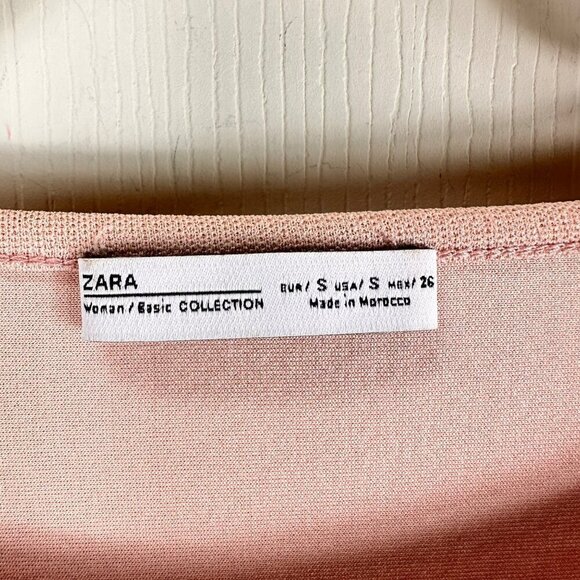 ZARA
Woman / Basic COLLECTION
EUR/ S USA/ S MEX/ 26
Made in Morocco